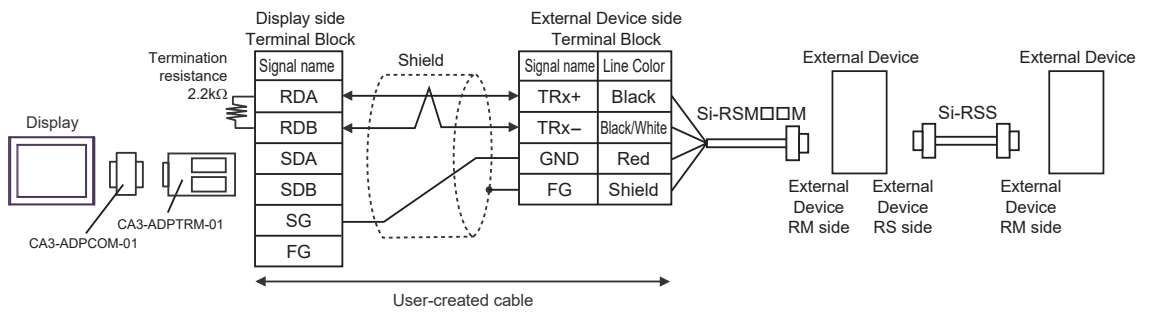 Display side
Terminal Block
External Device side
Terminal Block
Termination
resistance
2.2kΩ
Signal name
Shield
Signal name
Line Color
External Device
External Device
RDA
TRx+
Black
RDB
TRx–
Black/White
Si-RSM□□M
Si-RSS
Display
SDA
GND
Red
SDB
FG
Shield
External
Device
RM side
External
Device
RS side
External
Device
RM side
SG
CA3-ADPTRM-01
CA3-ADPCOM-01
FG
User-created cable